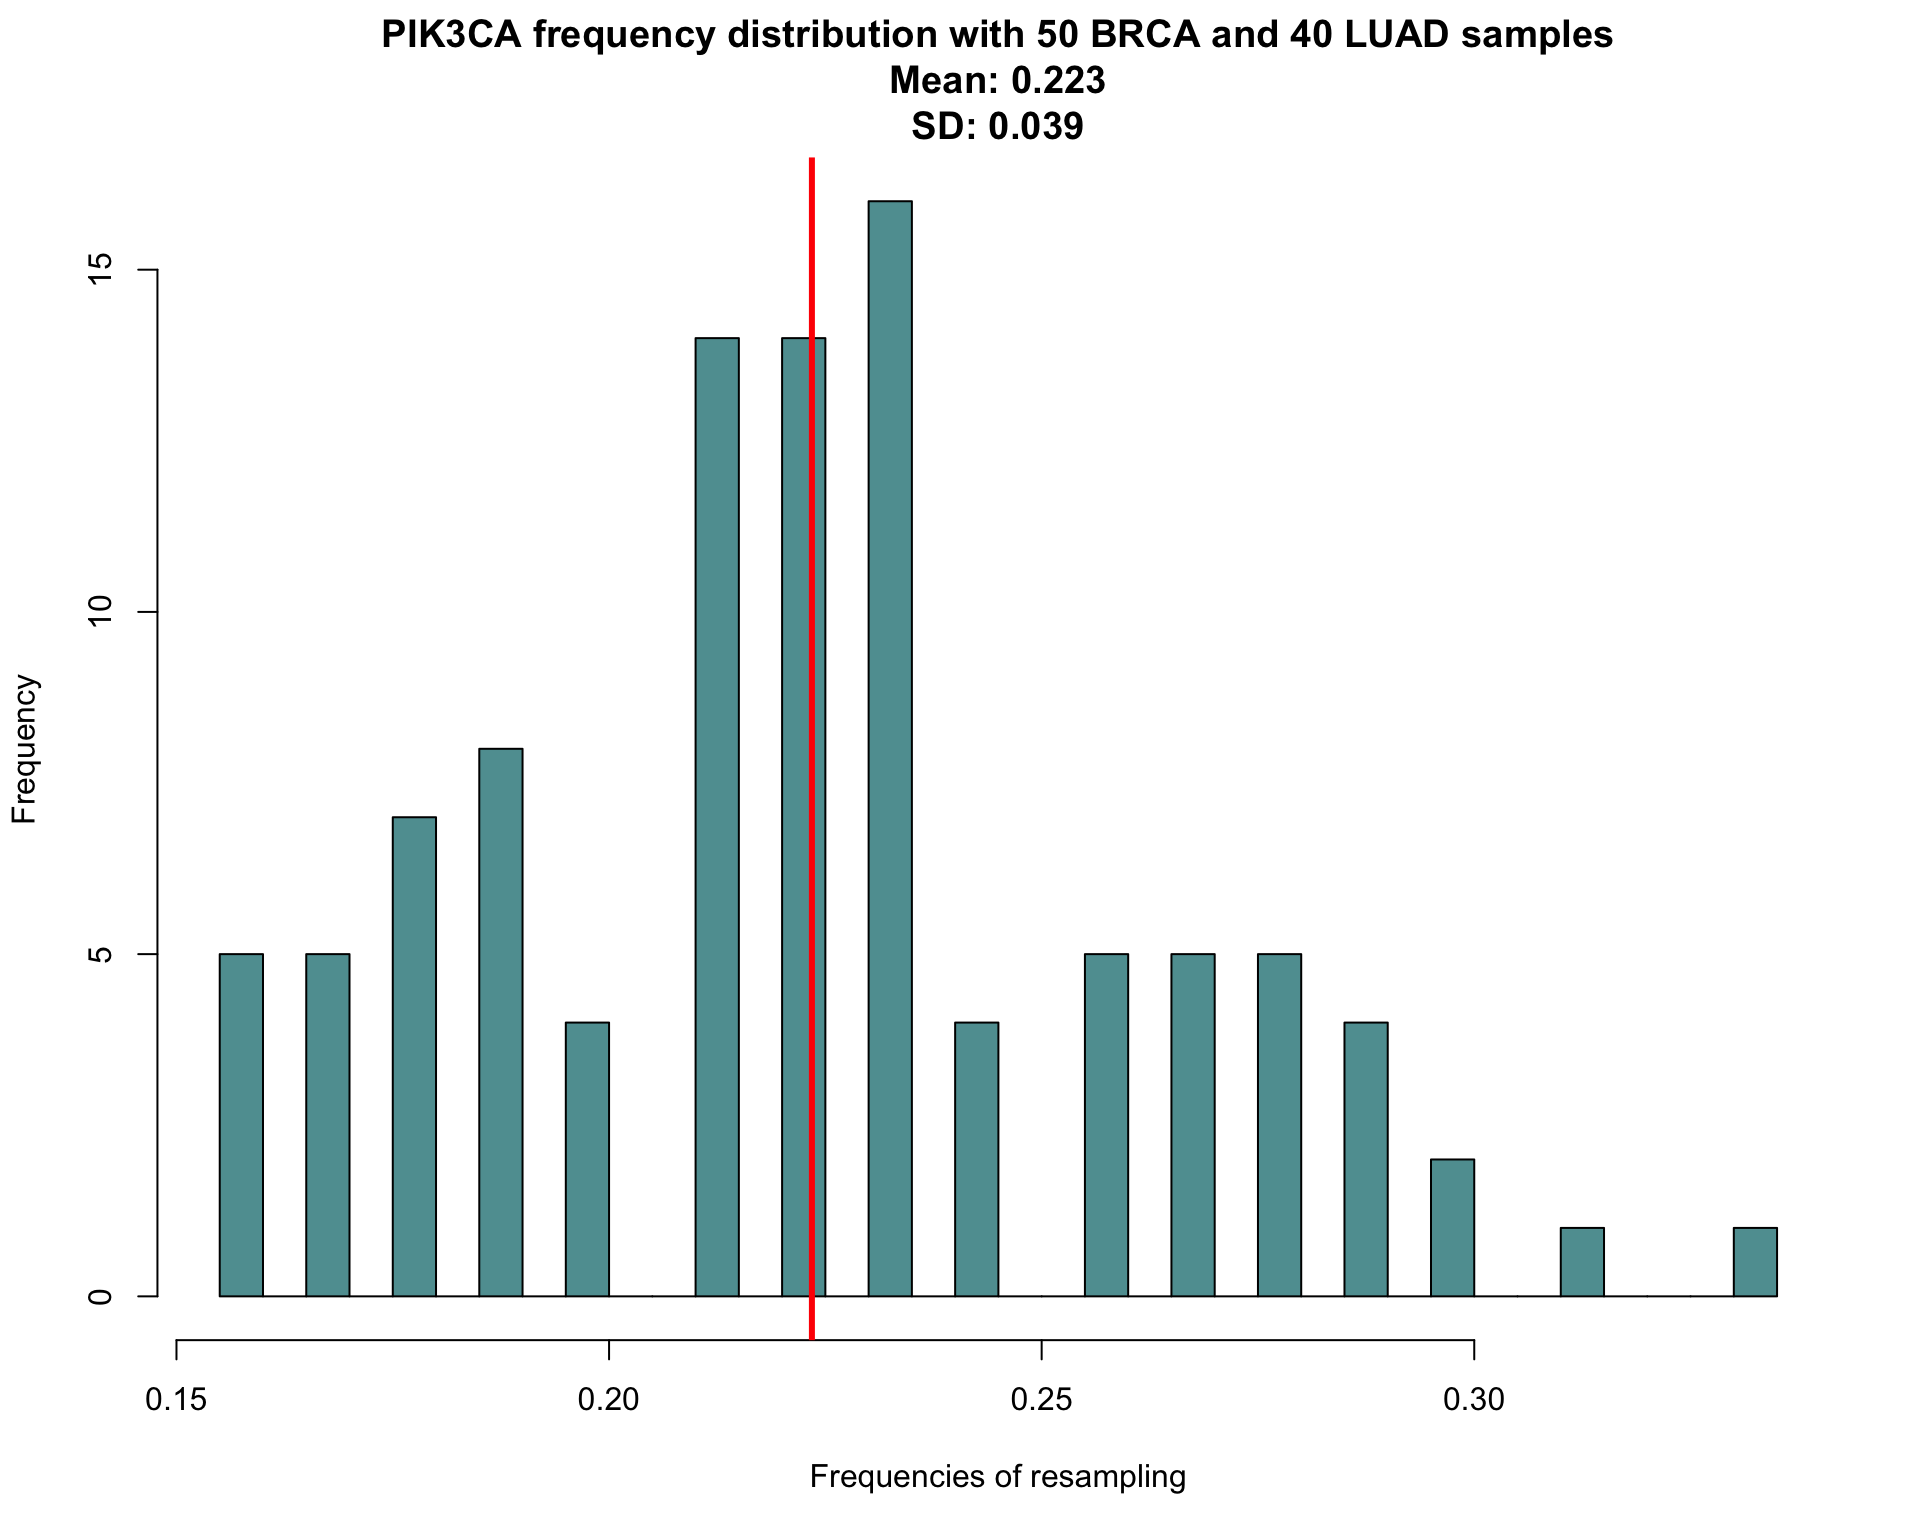 PIK3CA frequency distribution with 50 BRCA and 40 LUAD samples
Mean: 0.223
SD: 0.039
Frequency
15
10
5
0
0.15 0.20 0.25 0.30
Frequencies of resampling